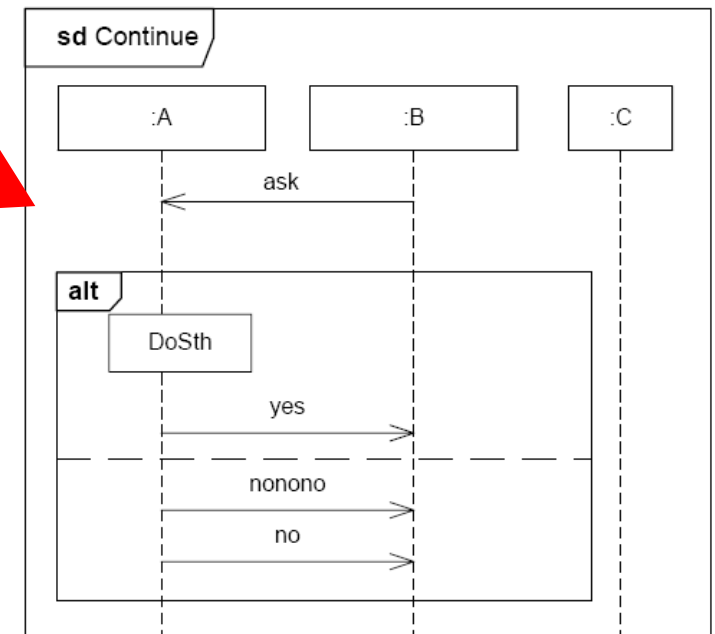 sd Continue
:A
:B
:C
ask
alt
DoSth
yes
nonono
no